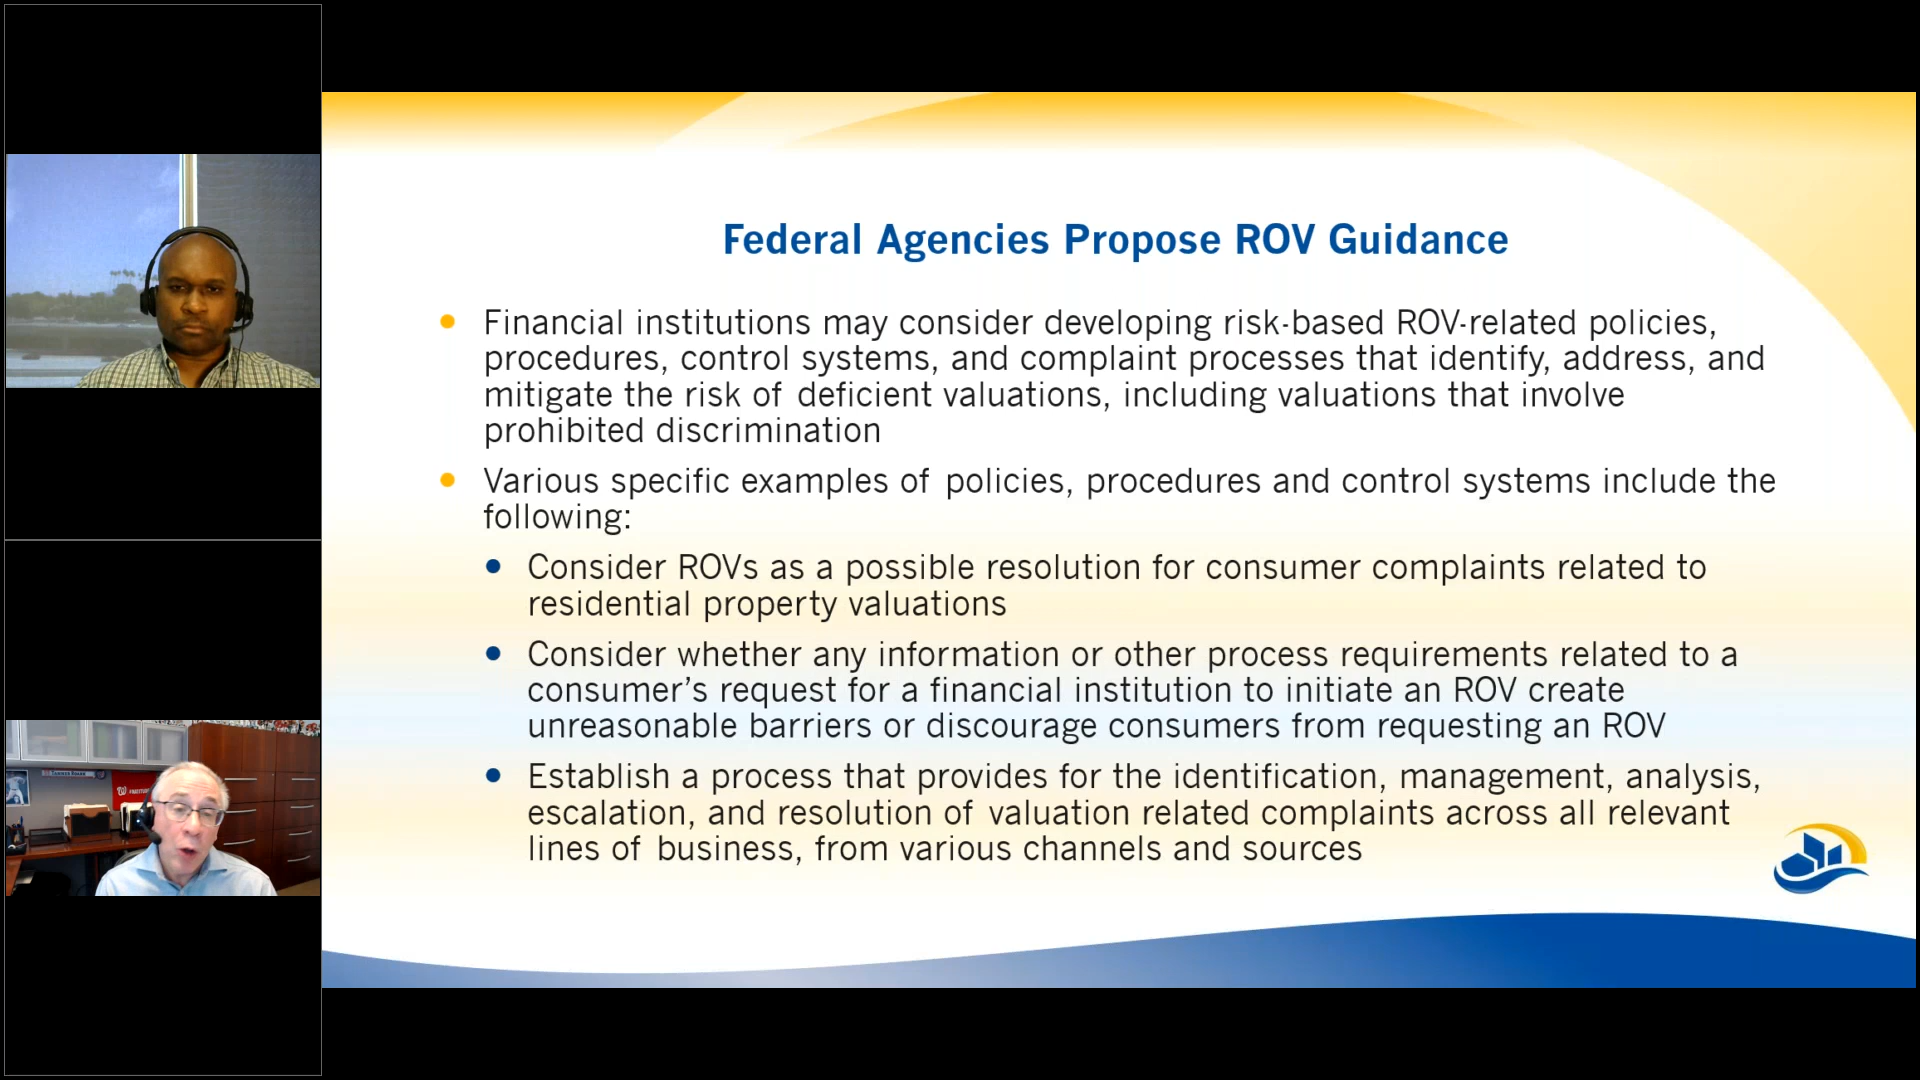 Federal Agencies Propose ROV Guidance
Financial institutions may consider developing risk-based ROV-related policies,
procedures, control systems, and complaint processes that identify, address, and
mitigate the risk of deficient valuations, including valuations that involve
prohibited discrimination
Various specific examples of policies, procedures and control systems include the
following:
Consider ROVs as a possible resolution for consumer complaints related to
residential property valuations
Consider whether any information or other process requirements related to a
consumer’s request for a financial institution to initiate an ROV create
unreasonable barriers or discourage consumers from requesting an ROV
Establish a process that provides for the identification, management, analysis,
escalation, and resolution of valuation related complaints across all relevant
lines of business, from various channels and sources